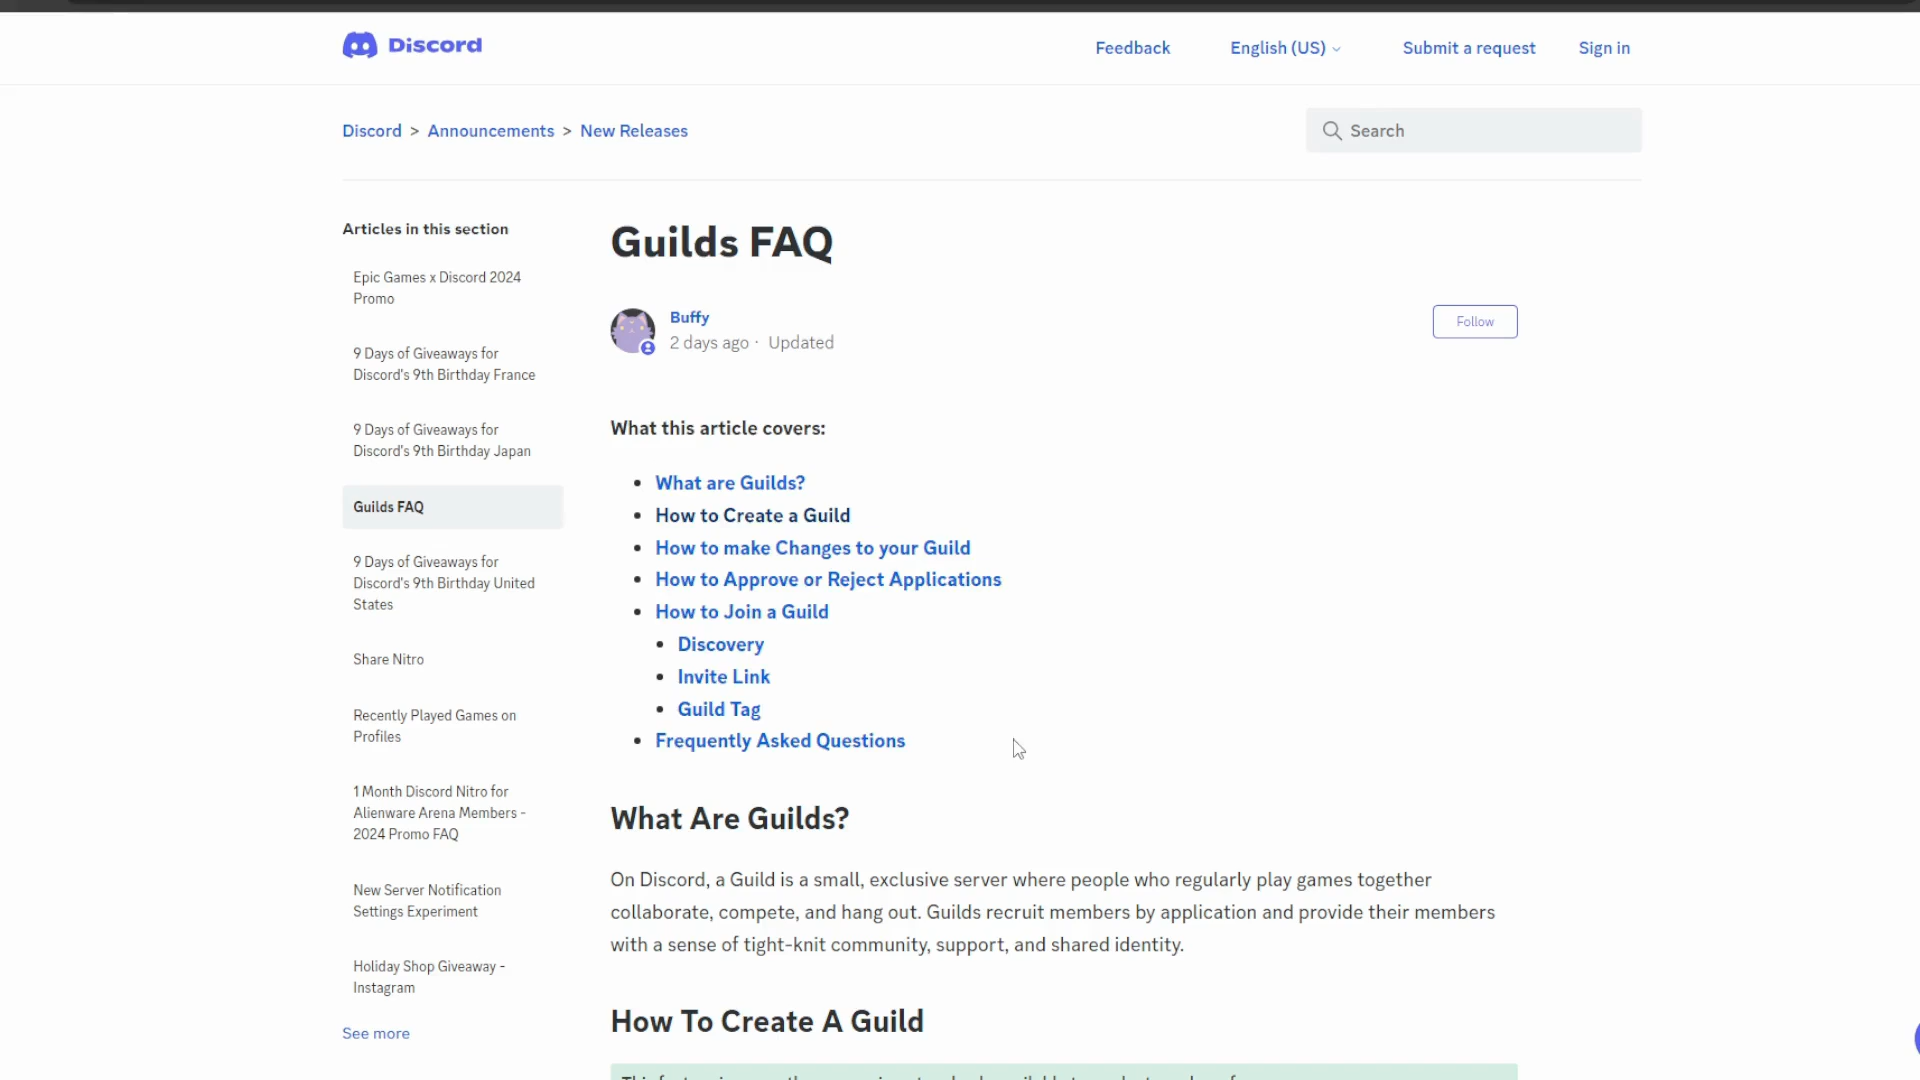 Discord
Feedback
English (US)
Submit a request
Sign in
Discord > Announcements > New Releases
Search
Articles in this section
Epic Games x Discord 2024
Promo
9 Days of Giveaways for
Discord's 9th Birthday France
9 Days of Giveaways for
Discord's 9th Birthday Japan
Guilds FAQ
9 Days of Giveaways for
Discord's 9th Birthday United
States
Share Nitro
Recently Played Games on
Profiles
1 Month Discord Nitro for
Alienware Arena Members -
2024 Promo FAQ
New Server Notification
Settings Experiment
Holiday Shop Giveaway -
Instagram
See more
Guilds FAQ
Buffy
2 days ago · Updated
Follow
What this article covers:
What are Guilds?
How to Create a Guild
How to make Changes to your Guild
How to Approve or Reject Applications
How to Join a Guild
Discovery
Invite Link
Guild Tag
Frequently Asked Questions
What Are Guilds?
On Discord, a Guild is a small, exclusive server where people who regularly play games together
collaborate, compete, and hang out. Guilds recruit members by application and provide their members
with a sense of tight-knit community, support, and shared identity.
How To Create A Guild